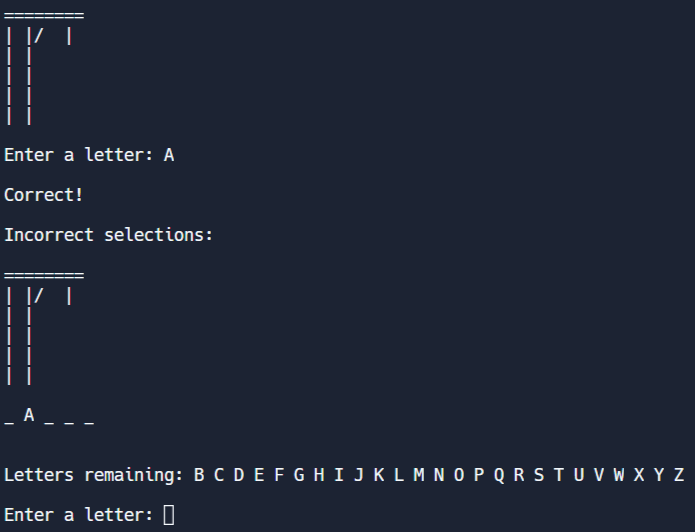 ========
| |/  |
| |
| |
| |
| |
Enter a letter: A
Correct!
Incorrect selections:
========
| |/  |
| |
| |
| |
| |
_ A _ _ _
Letters remaining: B C D E F G H I J K L M N O P Q R S T U V W X Y Z
Enter a letter: